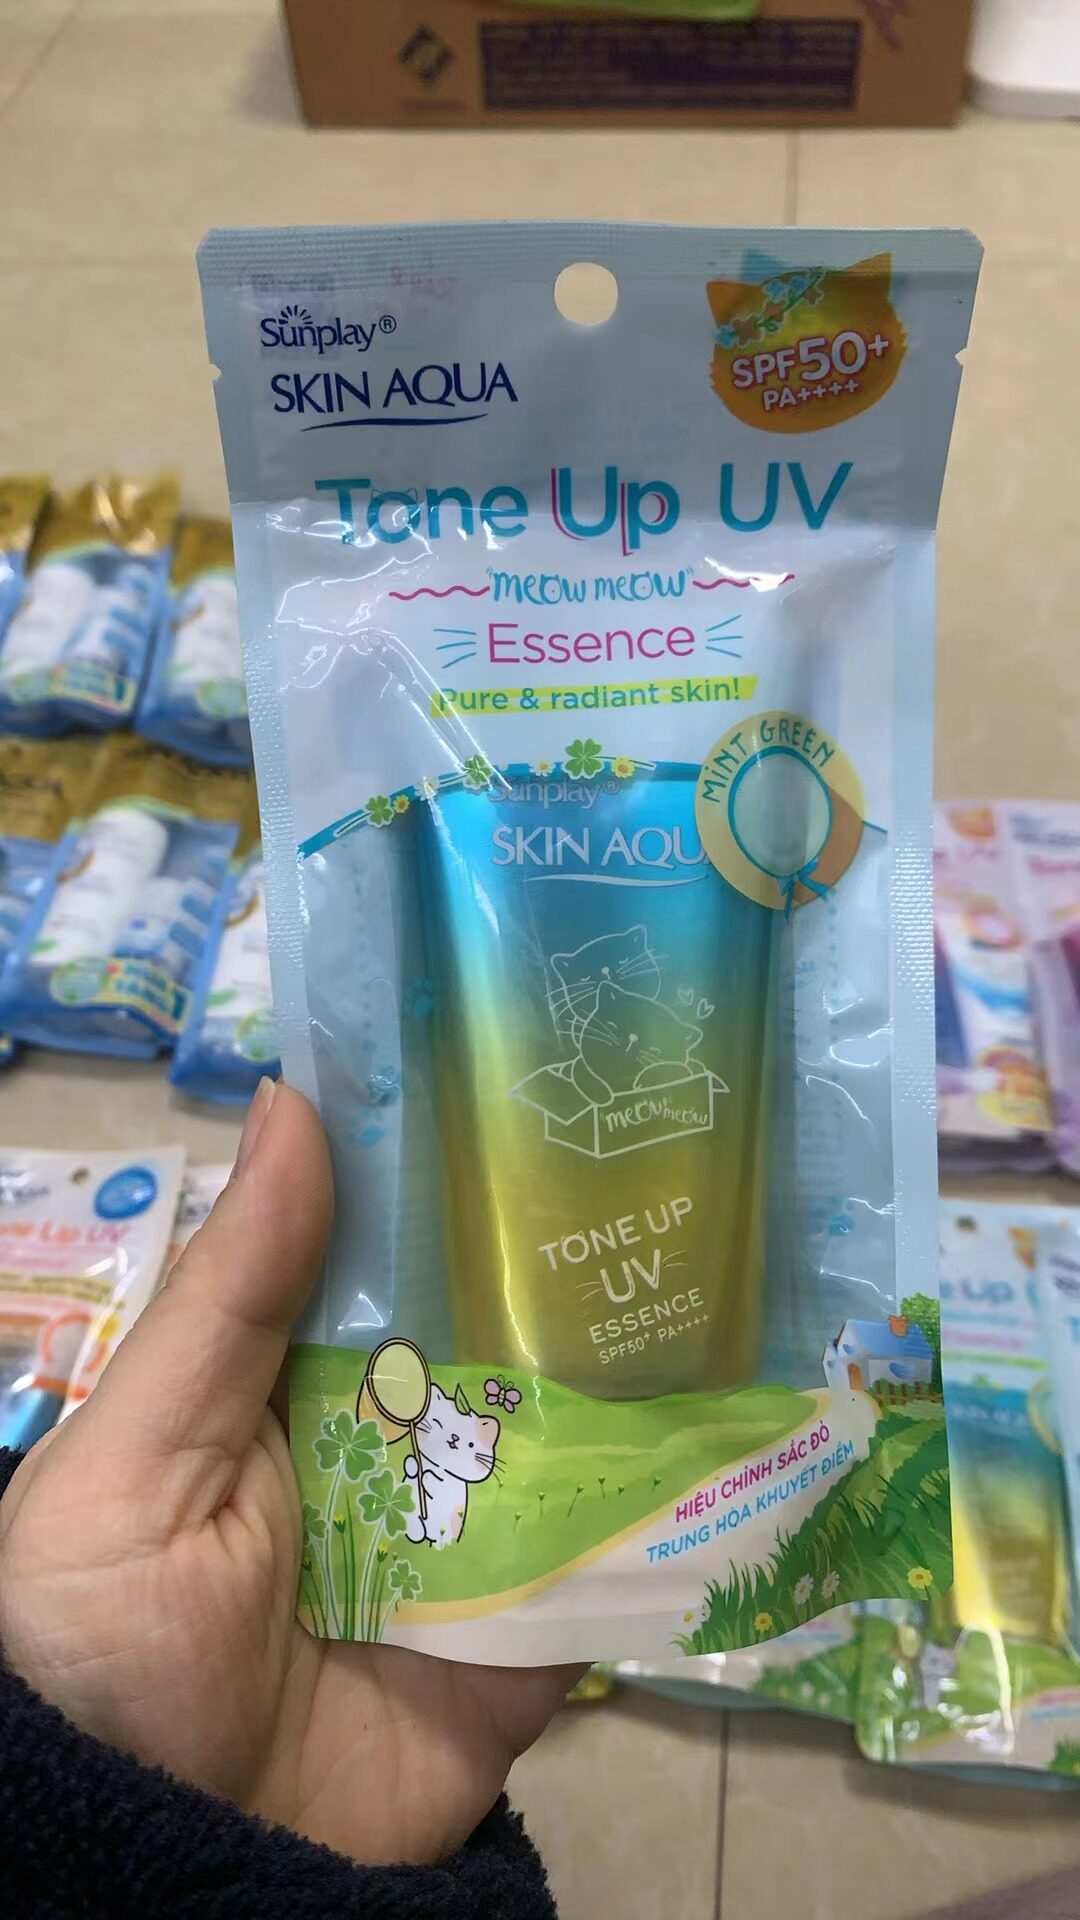 Sunplay®
SKIN AQUA
SPF50+
PA++++
Tone Up UV
"meow meow"
Essence
Pure & radiant skin!
MINT GREEN
Sunplay®
SKIN AQU
meow meow
TONE UP
UV
ESSENCE
SPF50+ PA++++
HIỆU CHỈNH SẮC ĐỎ
TRUNG HÒA KHUYẾT ĐIỂM